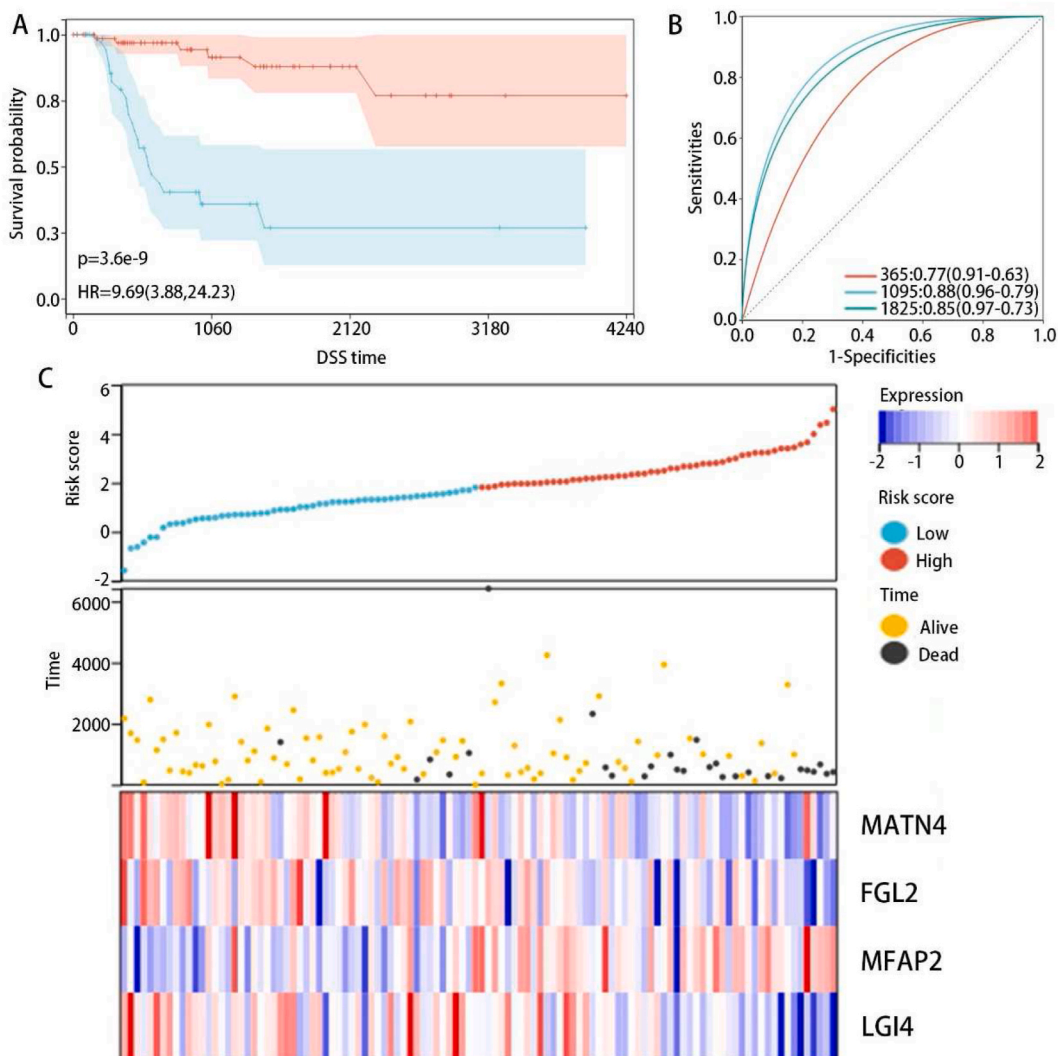 A
Survival probability
1.0
0.8
0.5
0.3
0.0
p=3.6e-9
HR=9.69(3.88,24.23)
0 1060 2120 3180 4240
DSS time
B
Sensitivities
1.0
0.8
0.6
0.4
0.2
0.0
365:0.77(0.91-0.63)
1095:0.88(0.96-0.79)
1825:0.85(0.97-0.73)
0.0 0.2 0.4 0.6 0.8 1.0
1-Specificities
C
Risk score
6
4
2
0
-2
Time
6000
4000
2000
MATN4
FGL2
MFAP2
LGI4
Expression
-2 -1 0 1 2
Risk score
Low
High
Time
Alive
Dead